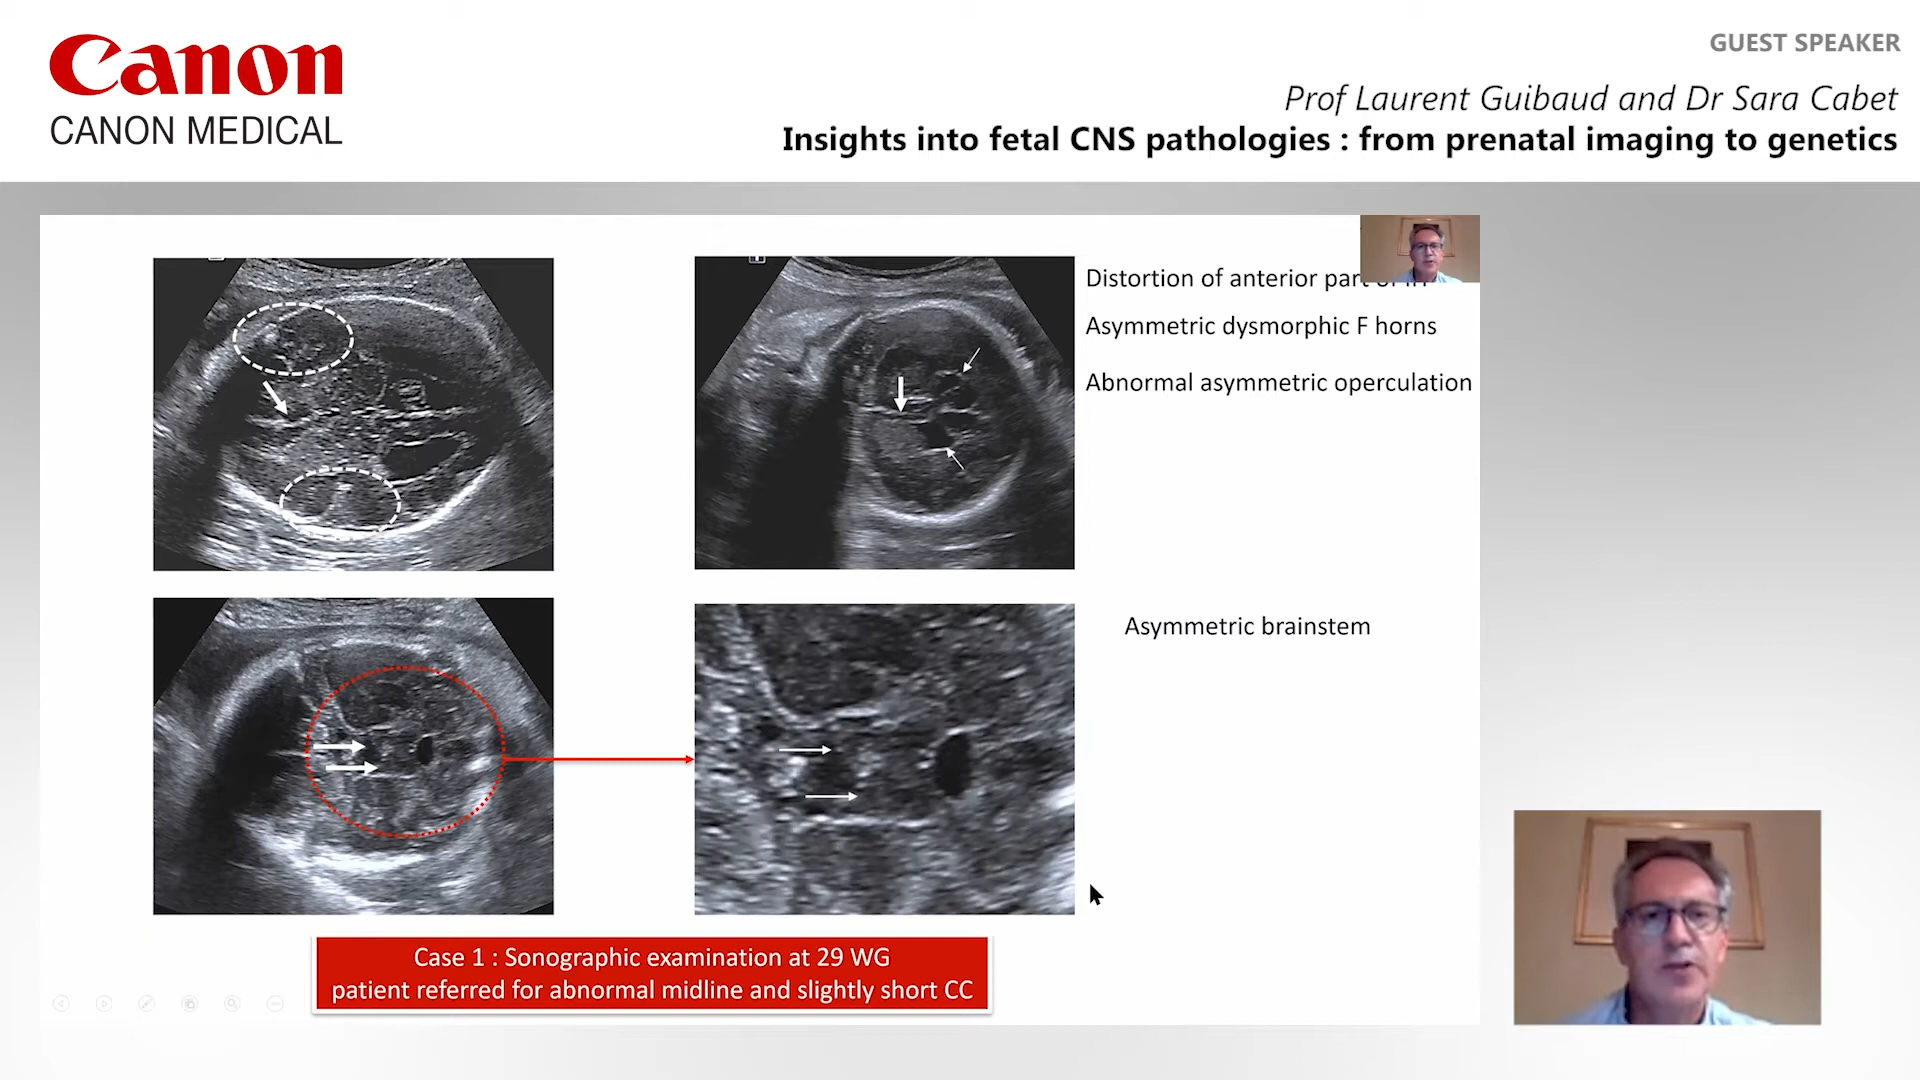 Canon
CANON MEDICAL
GUEST SPEAKER
Prof Laurent Guibaud and Dr Sara Cabet
Insights into fetal CNS pathologies : from prenatal imaging to genetics
Distortion of anterior part of
Asymmetric dysmorphic F horns
Abnormal asymmetric operculation
Asymmetric brainstem
Case 1 : Sonographic examination at 29 WG
patient referred for abnormal midline and slightly short CC